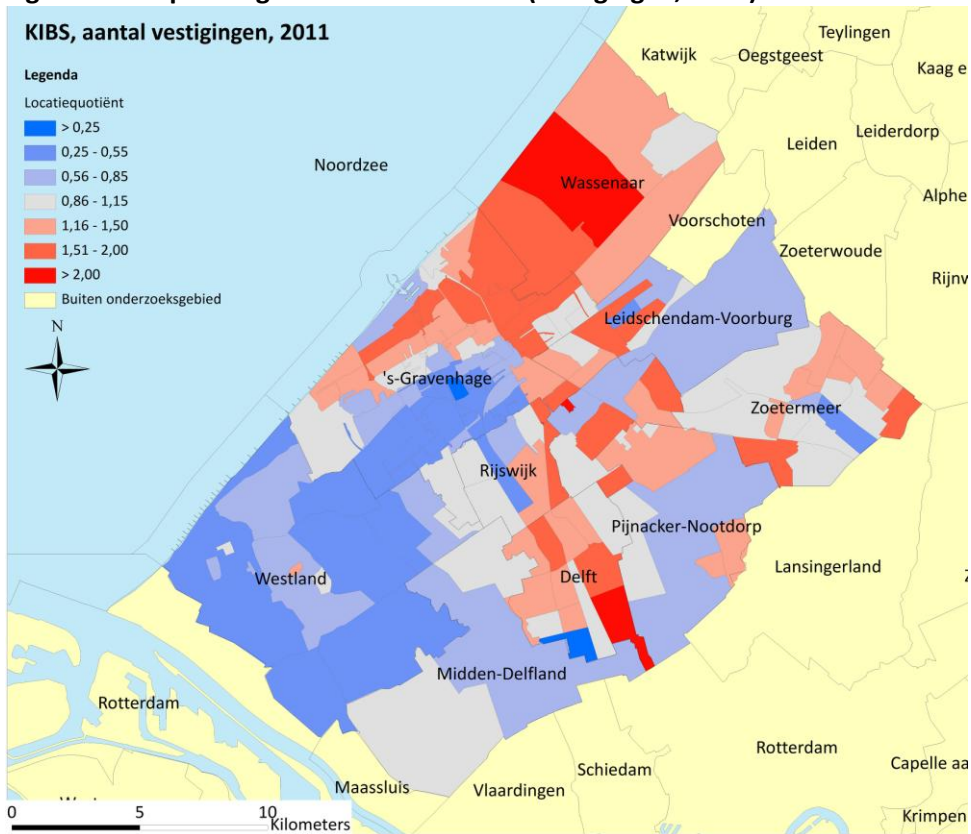 KIBS, aantal vestigingen, 2011
Legenda
Locatiequotiënt
> 0,25
0,25 - 0,55
0,56 - 0,85
0,86 - 1,15
1,16 - 1,50
1,51 - 2,00
> 2,00
Buiten onderzoeksgebied
N
Noordzee
Katwijk
Oegstgeest
Teylingen
Kaag e
Leiden
Leiderdorp
Alphe
Wassenaar
Voorschoten
Zoeterwoude
Rijnw
Leidschendam-Voorburg
's-Gravenhage
Zoetermeer
Rijswijk
Pijnacker-Nootdorp
Lansingerland
Westland
Delft
Midden-Delfland
Rotterdam
Rotterdam
Schiedam
Capelle aa
Maassluis
Vlaardingen
Krimpen
0 5 10
Kilometers